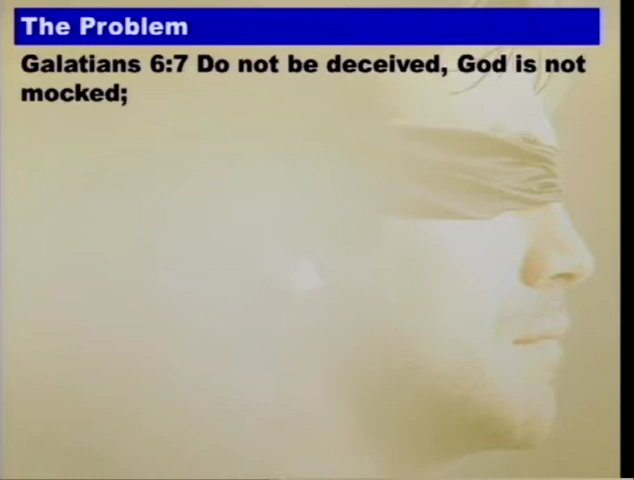 The Problem
Galatians 6:7 Do not be deceived, God is not
mocked;